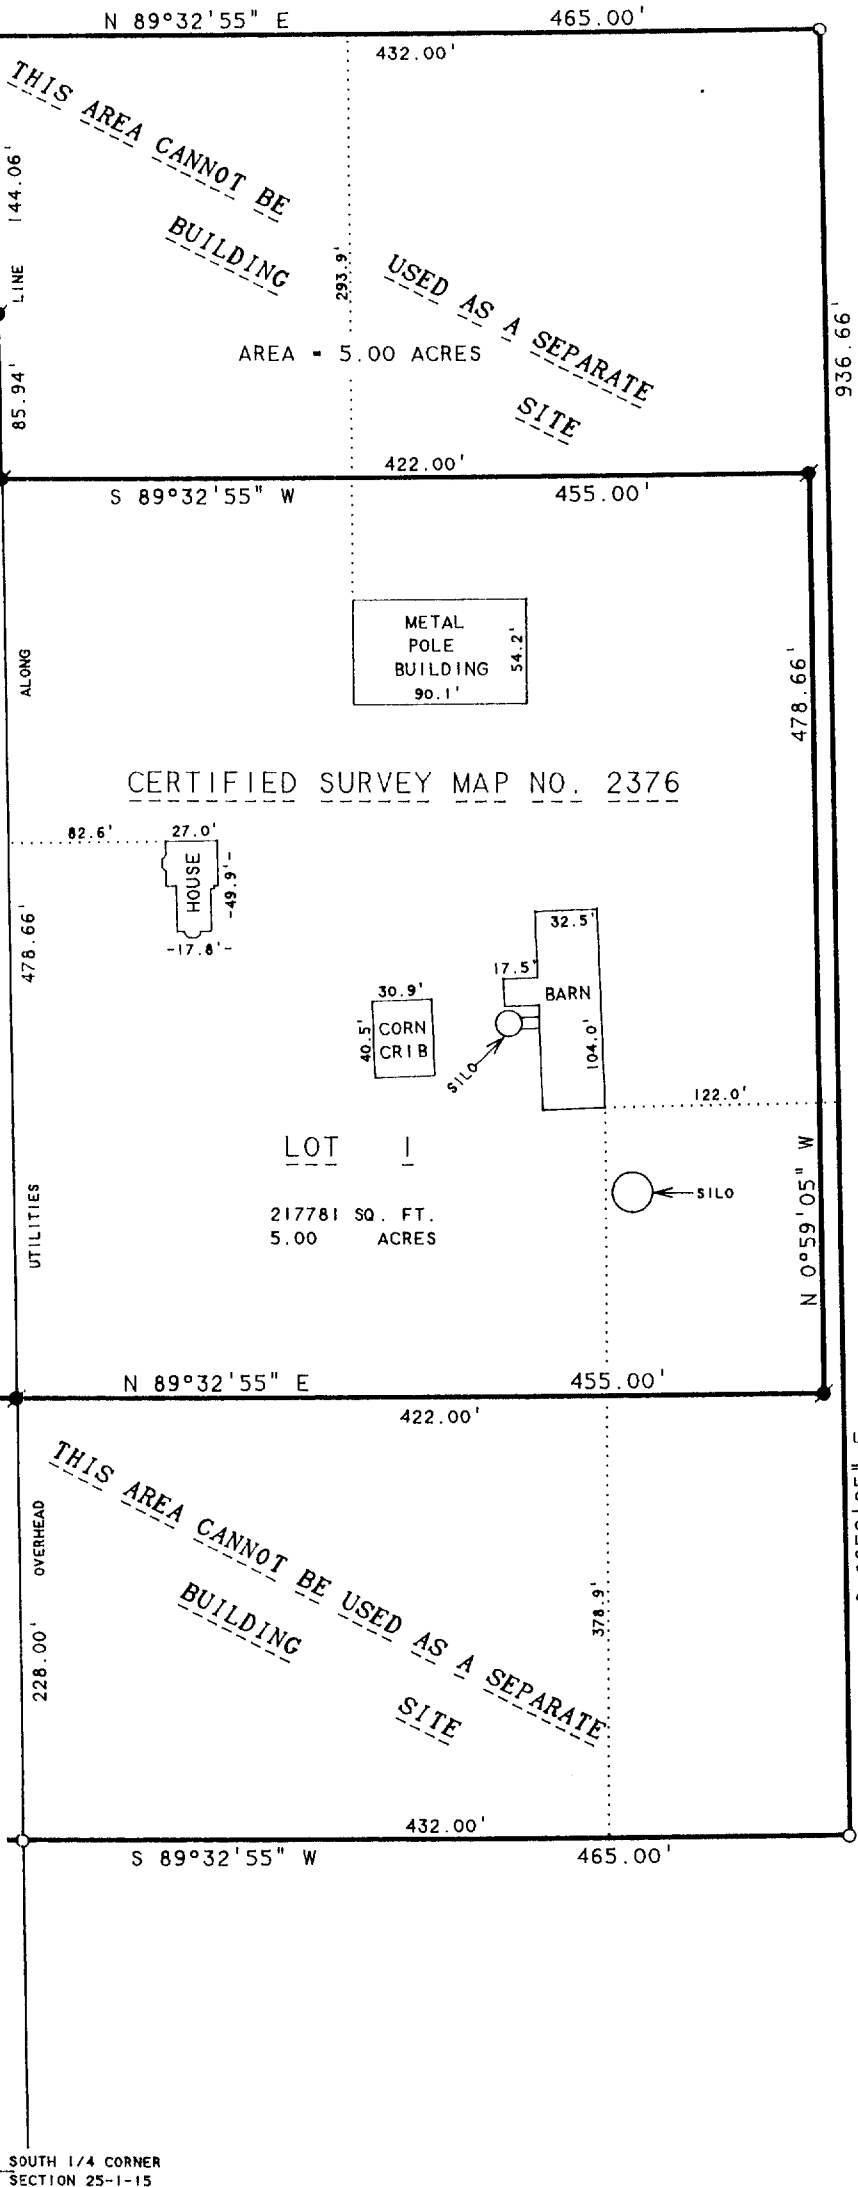 N 89°32'55" E 465.00'
432.00'
THIS AREA CANNOT BE
BUILDING
USED AS A SEPARATE
SITE
144.06'
LINE
293.9'
936.66'
AREA = 5.00 ACRES
85.94'
422.00'
S 89°32'55" W 455.00'
METAL
POLE
BUILDING
90.1'
54.2'
ALONG
478.66'
CERTIFIED SURVEY MAP NO. 2376
82.6'
27.0'
HOUSE
-49.9'-
-17.8'-
478.66'
32.5'
17.5'
BARN
104.0'
30.9'
40.5'
CORN
CRIB
SILO
122.0'
LOT 1
SILO
217781 SQ. FT.
5.00 ACRES
UTILITIES
N 0°59'05" W
N 89°32'55" E 455.00'
422.00'
THIS AREA CANNOT BE USED AS A SEPARATE
BUILDING
SITE
OVERHEAD
378.9'
228.00'
432.00'
S 89°32'55" W 465.00'
SOUTH 1/4 CORNER
SECTION 25-1-15